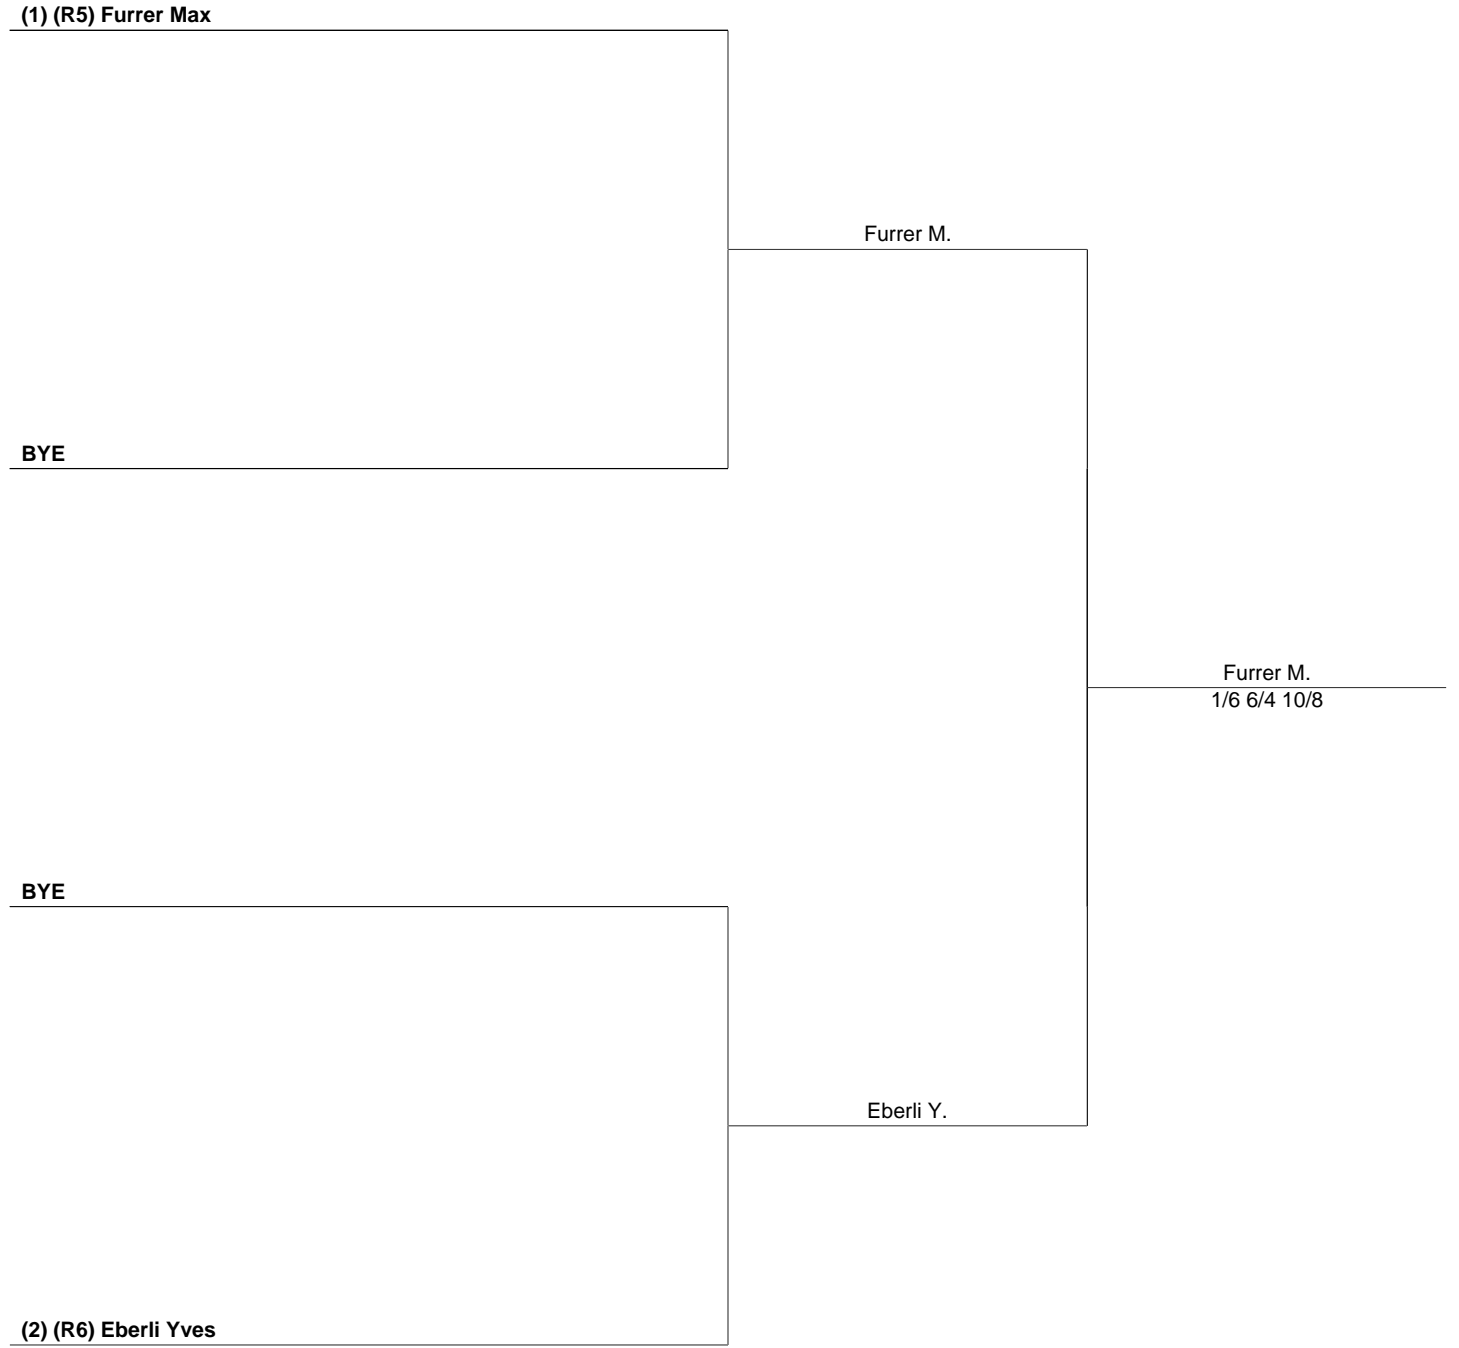 (1) (R5) Furrer Max
Furrer M.
BYE
Furrer M.
1/6 6/4 10/8
BYE
Eberli Y.
(2) (R6) Eberli Yves